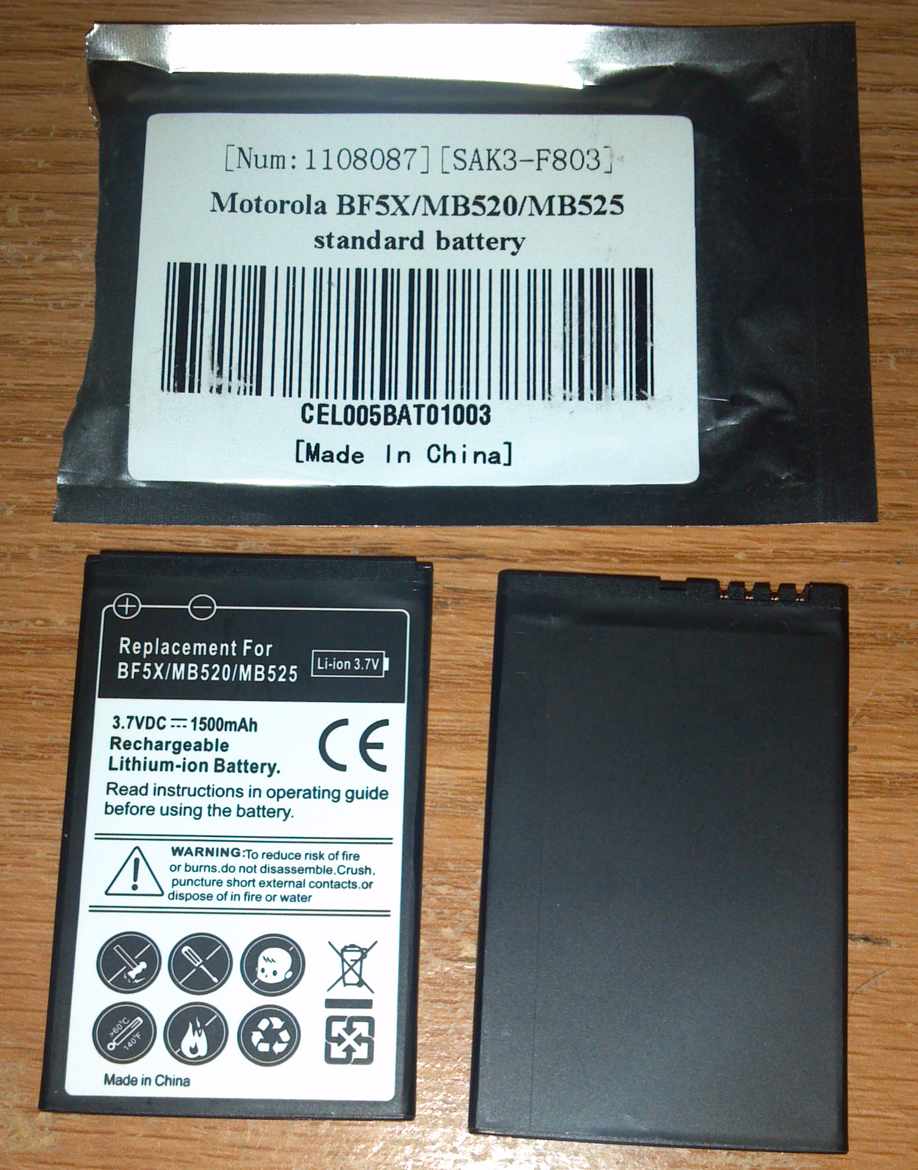 [Num:1108087][SAK3-F803]
Motorola BF5X/MB520/MB525
standard battery
CEL005BAT01003
[Made In China]
Replacement For
BF5X/MB520/MB525
Li-ion 3.7V
3.7VDC ⎓ 1500mAh
Rechargeable
Lithium-ion Battery.
CE
Read instructions in operating guide
before using the battery.
WARNING:To reduce risk of fire
or burns,do not disassemble,Crush,
puncture short external contacts,or
dispose of in fire or water
>60°C
140°F
Made in China